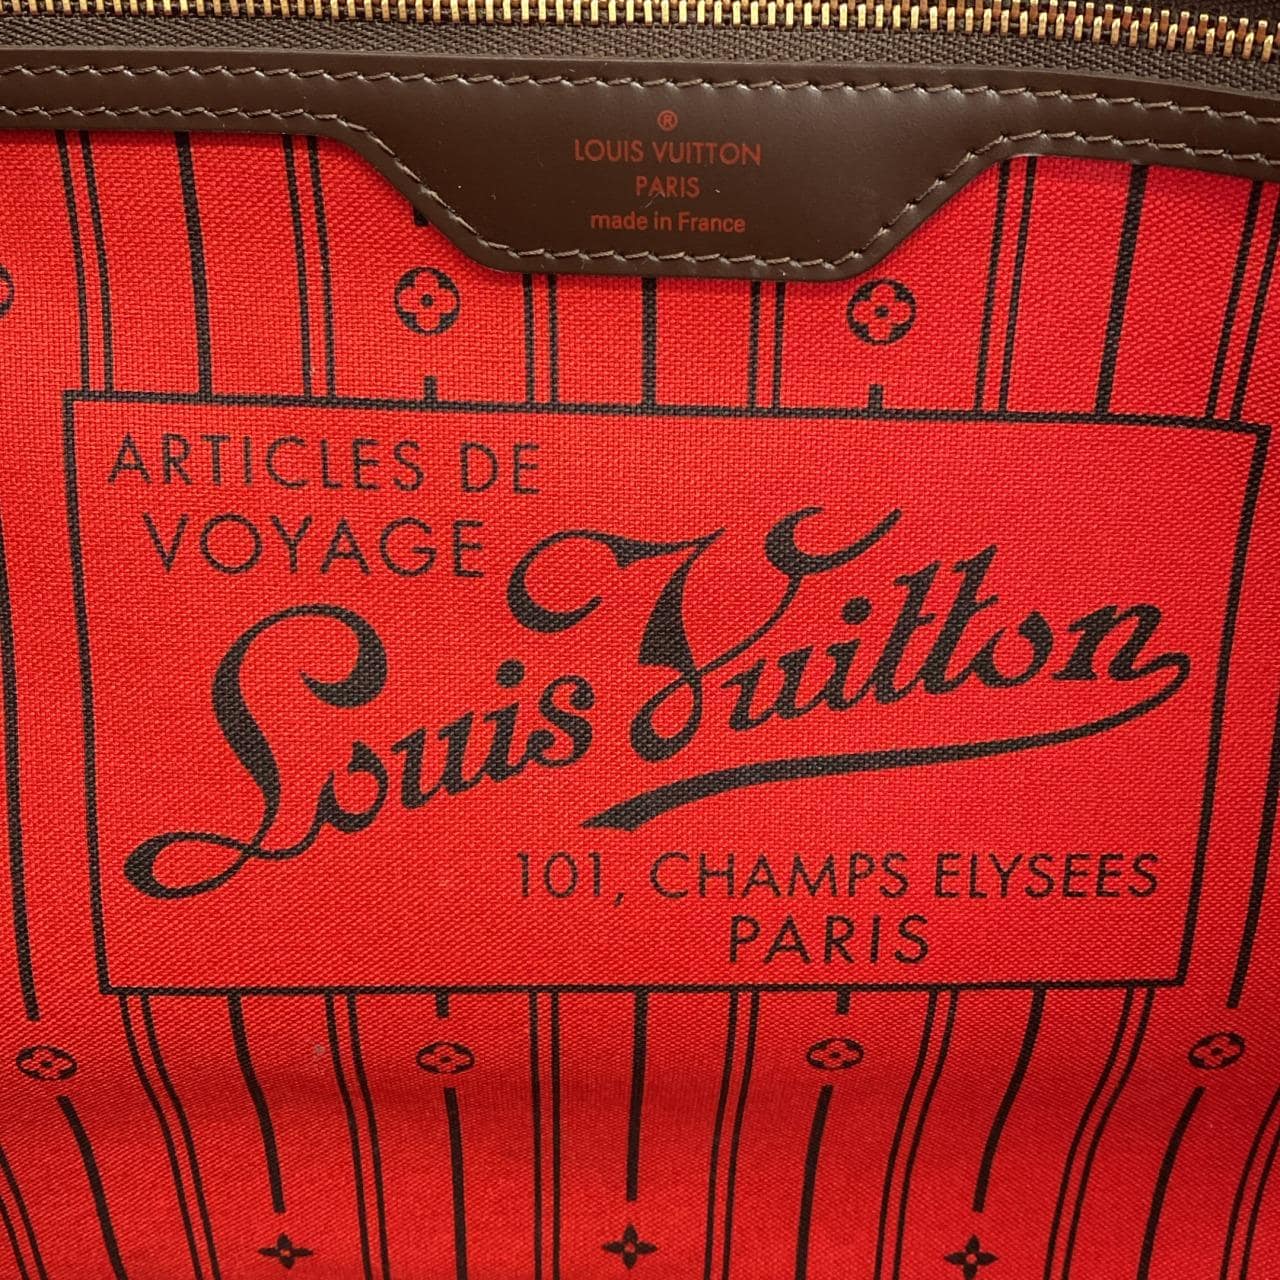 ®
LOUIS VUITTON
PARIS
made in France
ARTICLES DE
VOYAGE
Louis Vuitton
101, CHAMPS ELYSEES
PARIS